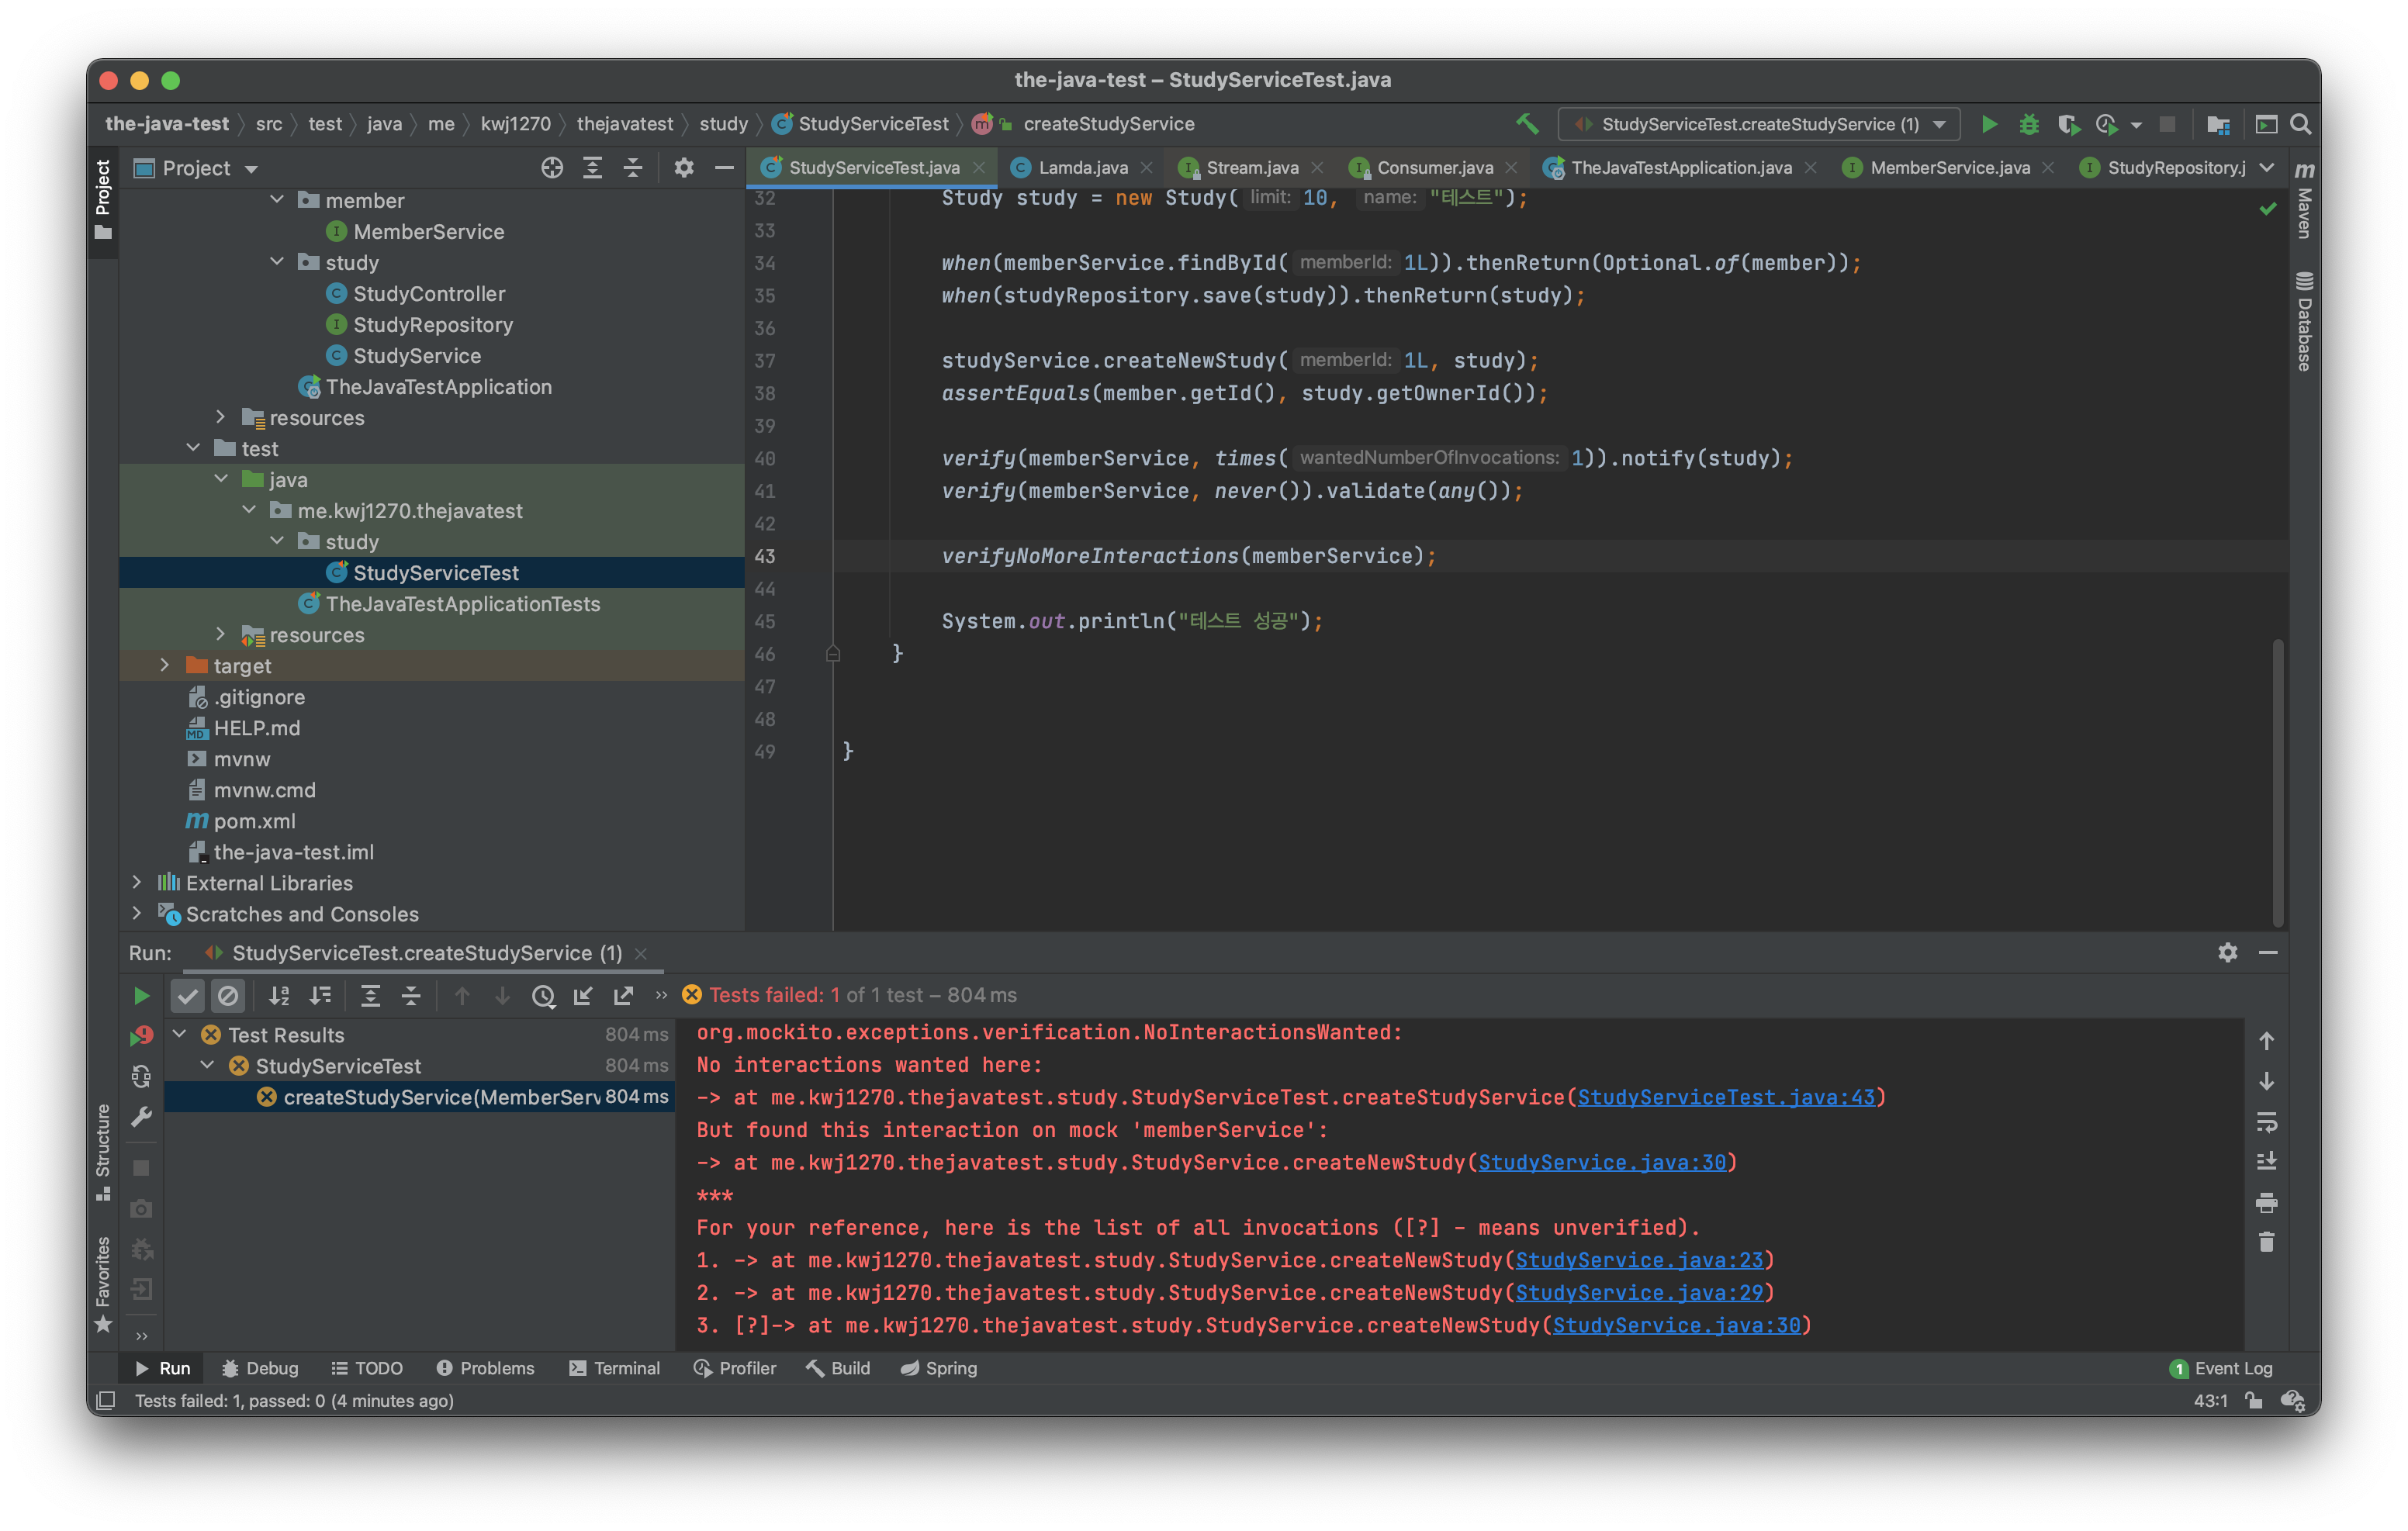 the-java-test – StudyServiceTest.java
the-java-test src test java me kwj1270 thejavatest study StudyServiceTest createStudyService StudyServiceTest.createStudyService (1)
Project
Project
StudyServiceTest.java Lamda.java Stream.java Consumer.java TheJavaTestApplication.java MemberService.java StudyRepository.j
member
MemberService
study
StudyController
StudyRepository
StudyService
TheJavaTestApplication
resources
test
java
me.kwj1270.thejavatest
study
StudyServiceTest
TheJavaTestApplicationTests
resources
target
.gitignore
HELP.md
mvnw
mvnw.cmd
pom.xml
the-java-test.iml
External Libraries
Scratches and Consoles
32 Study study = new Study( limit: 10, name: "테스트");
33
34 when(memberService.findById( memberId: 1L)).thenReturn(Optional.of(member));
35 when(studyRepository.save(study)).thenReturn(study);
36
37 studyService.createNewStudy( memberId: 1L, study);
38 assertEquals(member.getId(), study.getOwnerId());
39
40 verify(memberService, times( wantedNumberOfInvocations: 1)).notify(study);
41 verify(memberService, never()).validate(any());
42
43 verifyNoMoreInteractions(memberService);
44
45 System.out.println("테스트 성공");
46 }
47
48
49 }
Maven
Database
Run: StudyServiceTest.createStudyService (1)
Tests failed: 1 of 1 test – 804 ms
Test Results 804 ms
StudyServiceTest 804 ms
createStudyService(MemberServ 804 ms
org.mockito.exceptions.verification.NoInteractionsWanted:
No interactions wanted here:
-> at me.kwj1270.thejavatest.study.StudyServiceTest.createStudyService(StudyServiceTest.java:43)
But found this interaction on mock 'memberService':
-> at me.kwj1270.thejavatest.study.StudyService.createNewStudy(StudyService.java:30)
***
For your reference, here is the list of all invocations ([?] - means unverified).
1. -> at me.kwj1270.thejavatest.study.StudyService.createNewStudy(StudyService.java:23)
2. -> at me.kwj1270.thejavatest.study.StudyService.createNewStudy(StudyService.java:29)
3. [?]-> at me.kwj1270.thejavatest.study.StudyService.createNewStudy(StudyService.java:30)
Structure
Favorites
Run Debug TODO Problems Terminal Profiler Build Spring 1 Event Log
Tests failed: 1, passed: 0 (4 minutes ago) 43:1